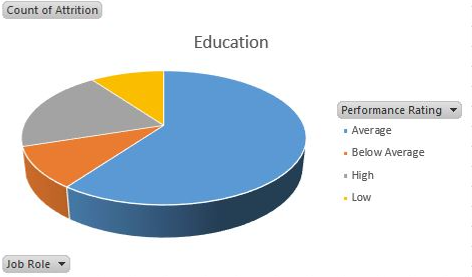 Count of Attrition
Education
Performance Rating
Average
Below Average
High
Low
Job Role